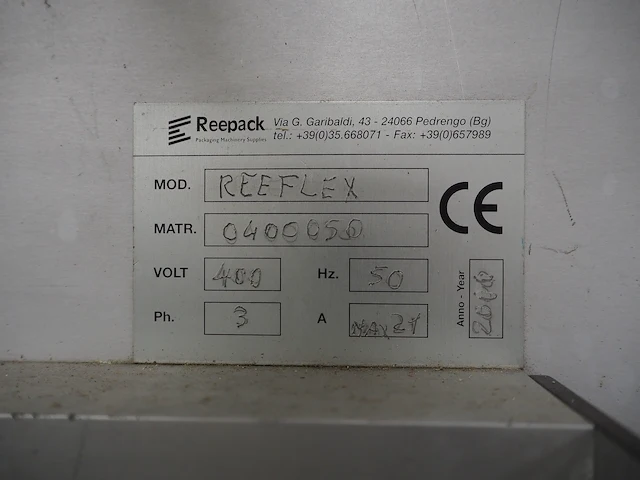 Reepack
Packaging Machinery Supplies
Via G. Garibaldi, 43 - 24066 Pedrengo (Bg)
tel.: +39(0)35.668071 - Fax: +39(0)657989
MOD. REEFLEX
MATR. 0400050
CE
VOLT 400 Hz. 50
Ph. 3 A MAX 21
Anno - Year